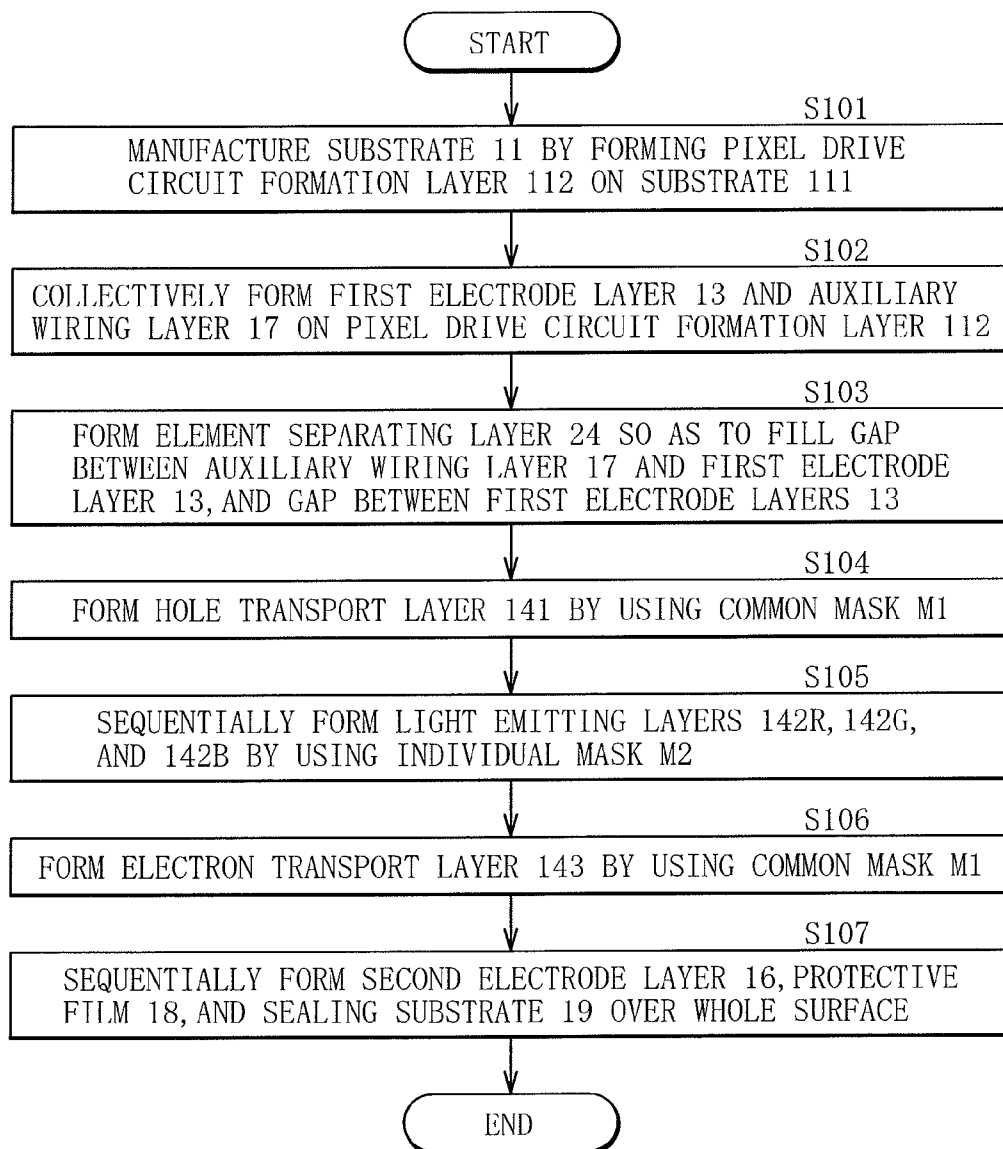 START
S101
MANUFACTURE SUBSTRATE 11 BY FORMING PIXEL DRIVE
CIRCUIT FORMATION LAYER 112 ON SUBSTRATE 111
S102
COLLECTIVELY FORM FIRST ELECTRODE LAYER 13 AND AUXILIARY
WIRING LAYER 17 ON PIXEL DRIVE CIRCUIT FORMATION LAYER 112
S103
FORM ELEMENT SEPARATING LAYER 24 SO AS TO FILL GAP
BETWEEN AUXILIARY WIRING LAYER 17 AND FIRST ELECTRODE
LAYER 13, AND GAP BETWEEN FIRST ELECTRODE LAYERS 13
S104
FORM HOLE TRANSPORT LAYER 141 BY USING COMMON MASK M1
S105
SEQUENTIALLY FORM LIGHT EMITTING LAYERS 142R, 142G,
AND 142B BY USING INDIVIDUAL MASK M2
S106
FORM ELECTRON TRANSPORT LAYER 143 BY USING COMMON MASK M1
S107
SEQUENTIALLY FORM SECOND ELECTRODE LAYER 16, PROTECTIVE
FILM 18, AND SEALING SUBSTRATE 19 OVER WHOLE SURFACE
END